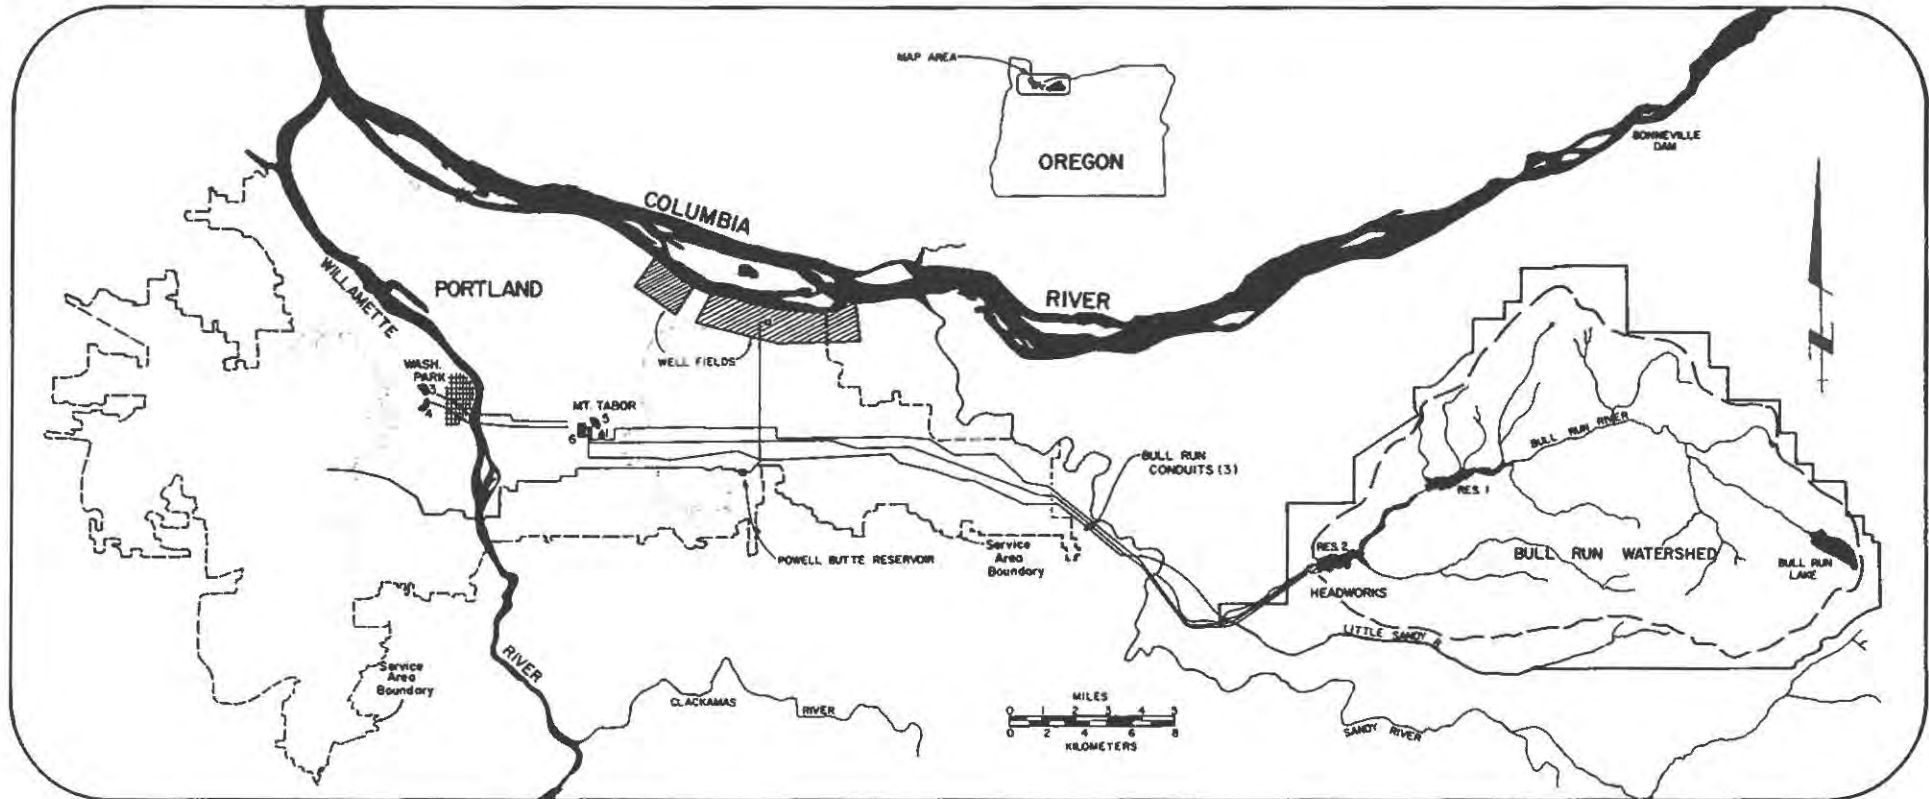 MAP AREA
OREGON
BONNEVILLE
DAM
COLUMBIA
RIVER
WILLAMETTE
PORTLAND
WELL FIELDS
WASH.
PARK
3
4
MT. TABOR
5
6
1
BULL RUN
CONDUITS (3)
BULL RUN RIVER
RES. 1
RES. 2
BULL RUN WATERSHED
BULL RUN
LAKE
HEADWORKS
POWELL BUTTE RESERVOIR
Service
Area
Boundary
LITTLE SANDY R.
Service
Area
Boundary
RIVER
CLACKAMAS RIVER
MILES
0 1 2 3 4 5
0 2 4 6 8
KILOMETERS
SANDY RIVER